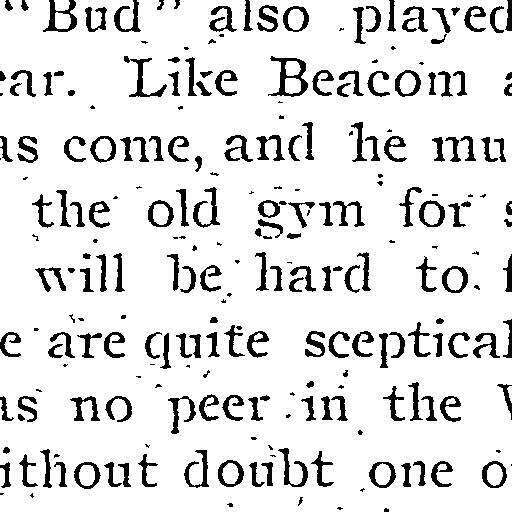 "Bud" also played
ear. Like Beacom a
as come, and he mu
the old gym for s
will be hard to f
e are quite sceptical
as no peer in the W
ithout doubt one o